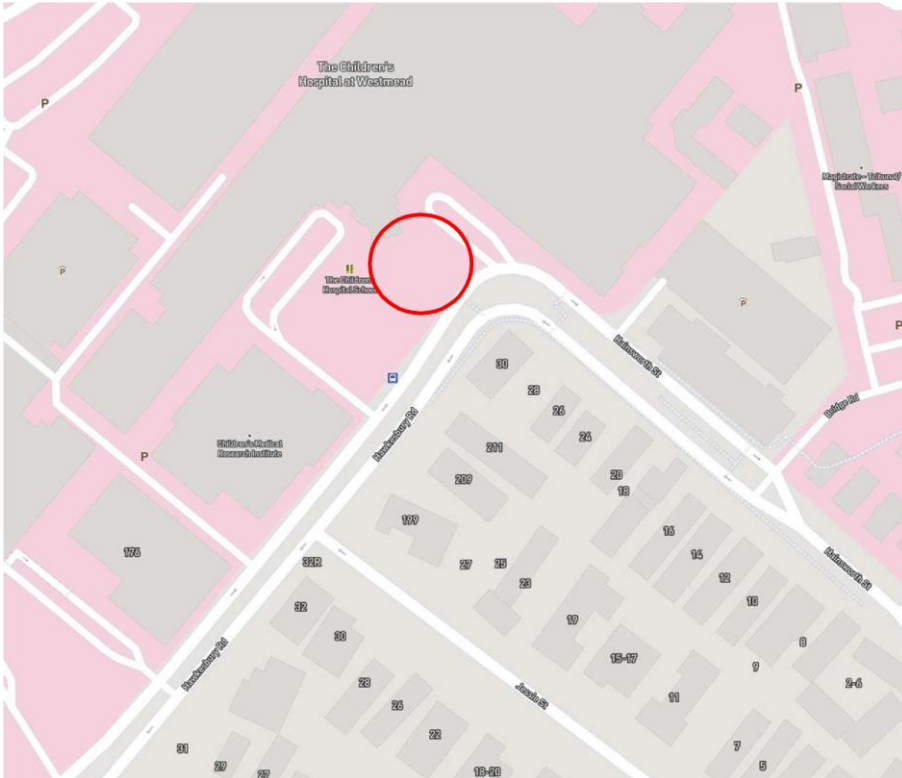 The Children's
Hospital at Westmead
P
P
Magistrate - Tribunal/
Social Workers
P
P
P
The Children's
Hospital School
Hainsworth St
30
28
26
24
Hawkesbury Rd
Bridge Rd
P
Children's Medical
Research Institute
211
209
20
18
199
16
14
12
10
8
Hainsworth St
176
32R
27
25
23
32
30
19
15-17
9
2-6
Hawkesbury Rd
28
26
Jessie St
11
22
31
29
27
18-20
7
5